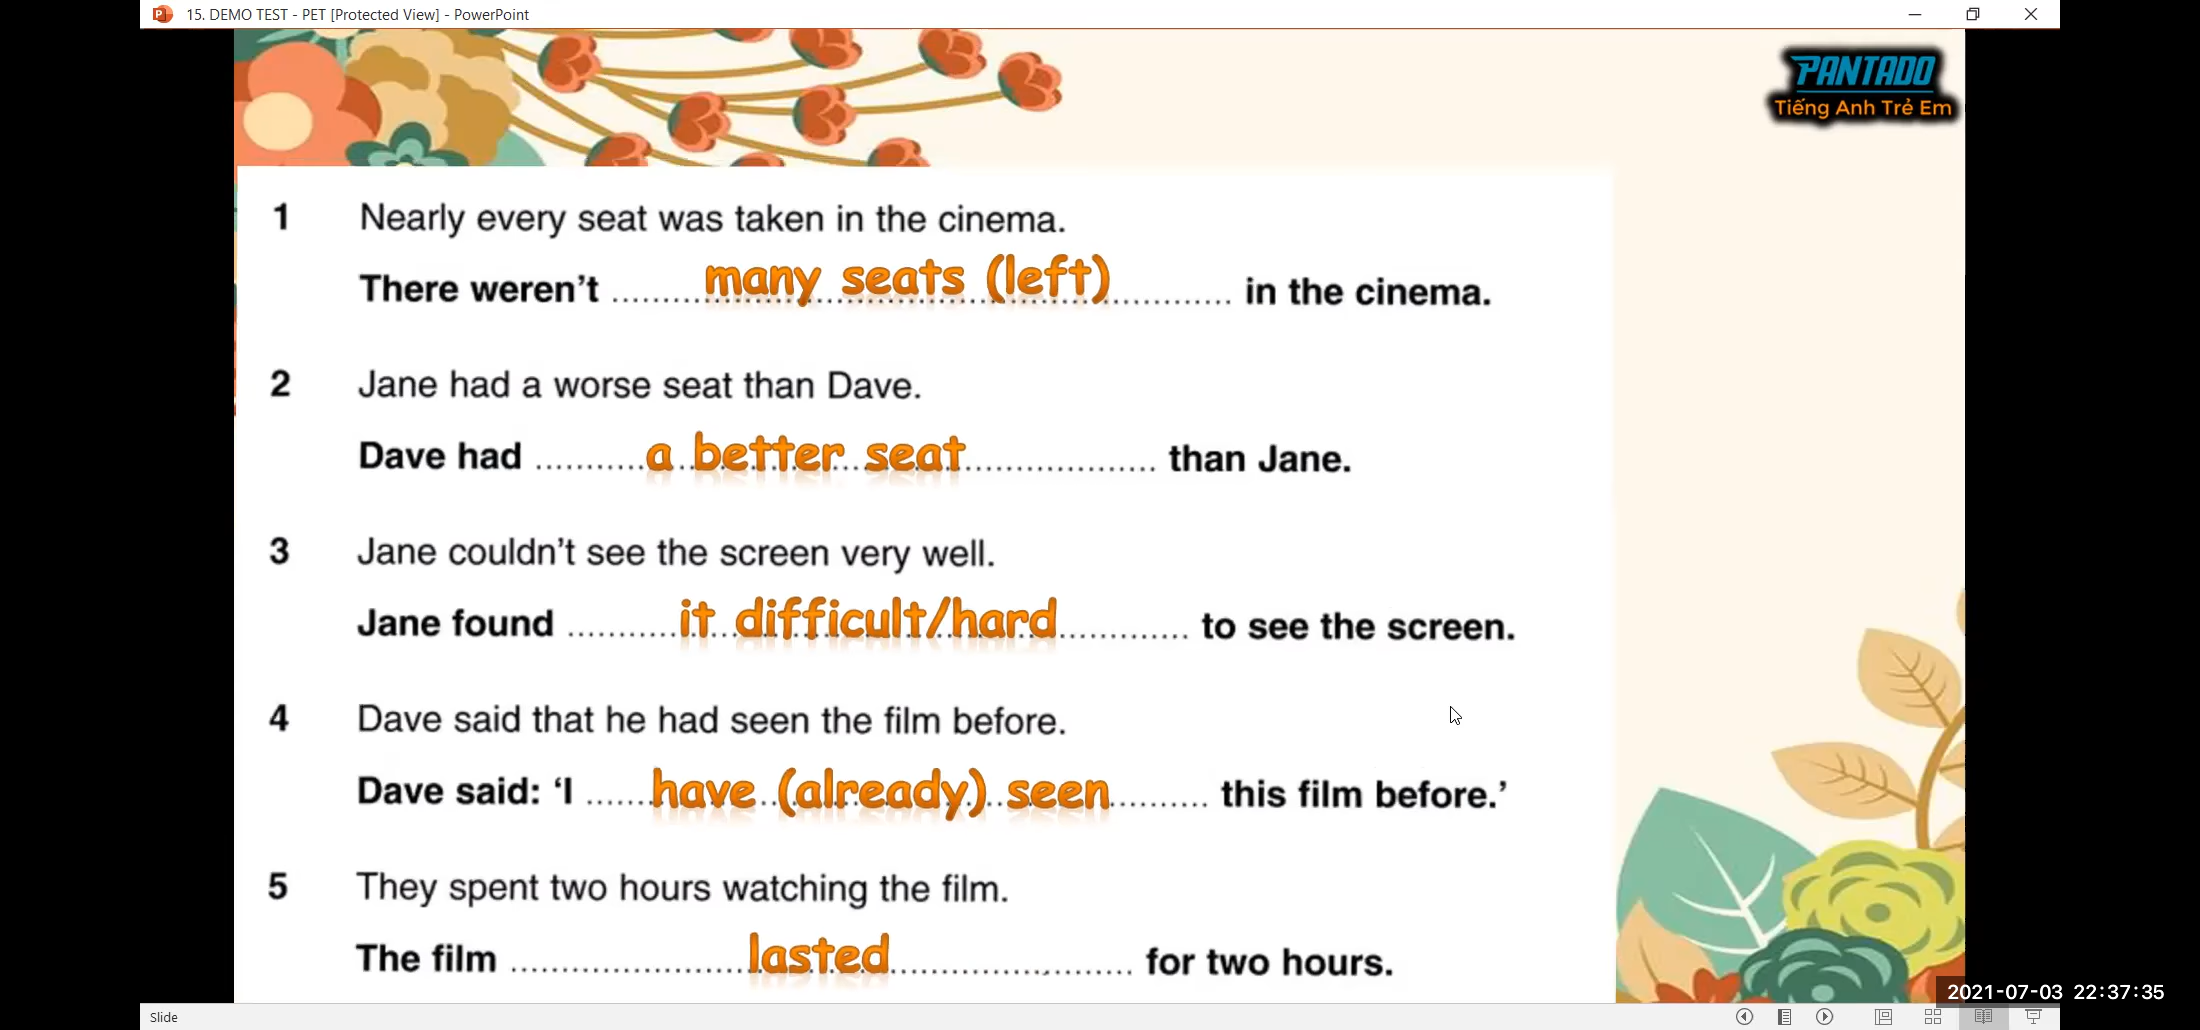 15. DEMO TEST - PET [Protected View] - PowerPoint
PANTADO
Tiếng Anh Trẻ Em
1 Nearly every seat was taken in the cinema.
There weren't ........many seats (left)........ in the cinema.
2 Jane had a worse seat than Dave.
Dave had ........a better seat........ than Jane.
3 Jane couldn't see the screen very well.
Jane found ........it difficult/hard........ to see the screen.
4 Dave said that he had seen the film before.
Dave said: 'I ......have (already) seen........ this film before.'
5 They spent two hours watching the film.
The film ........lasted........ for two hours.
2021-07-03 22:37:35
Slide